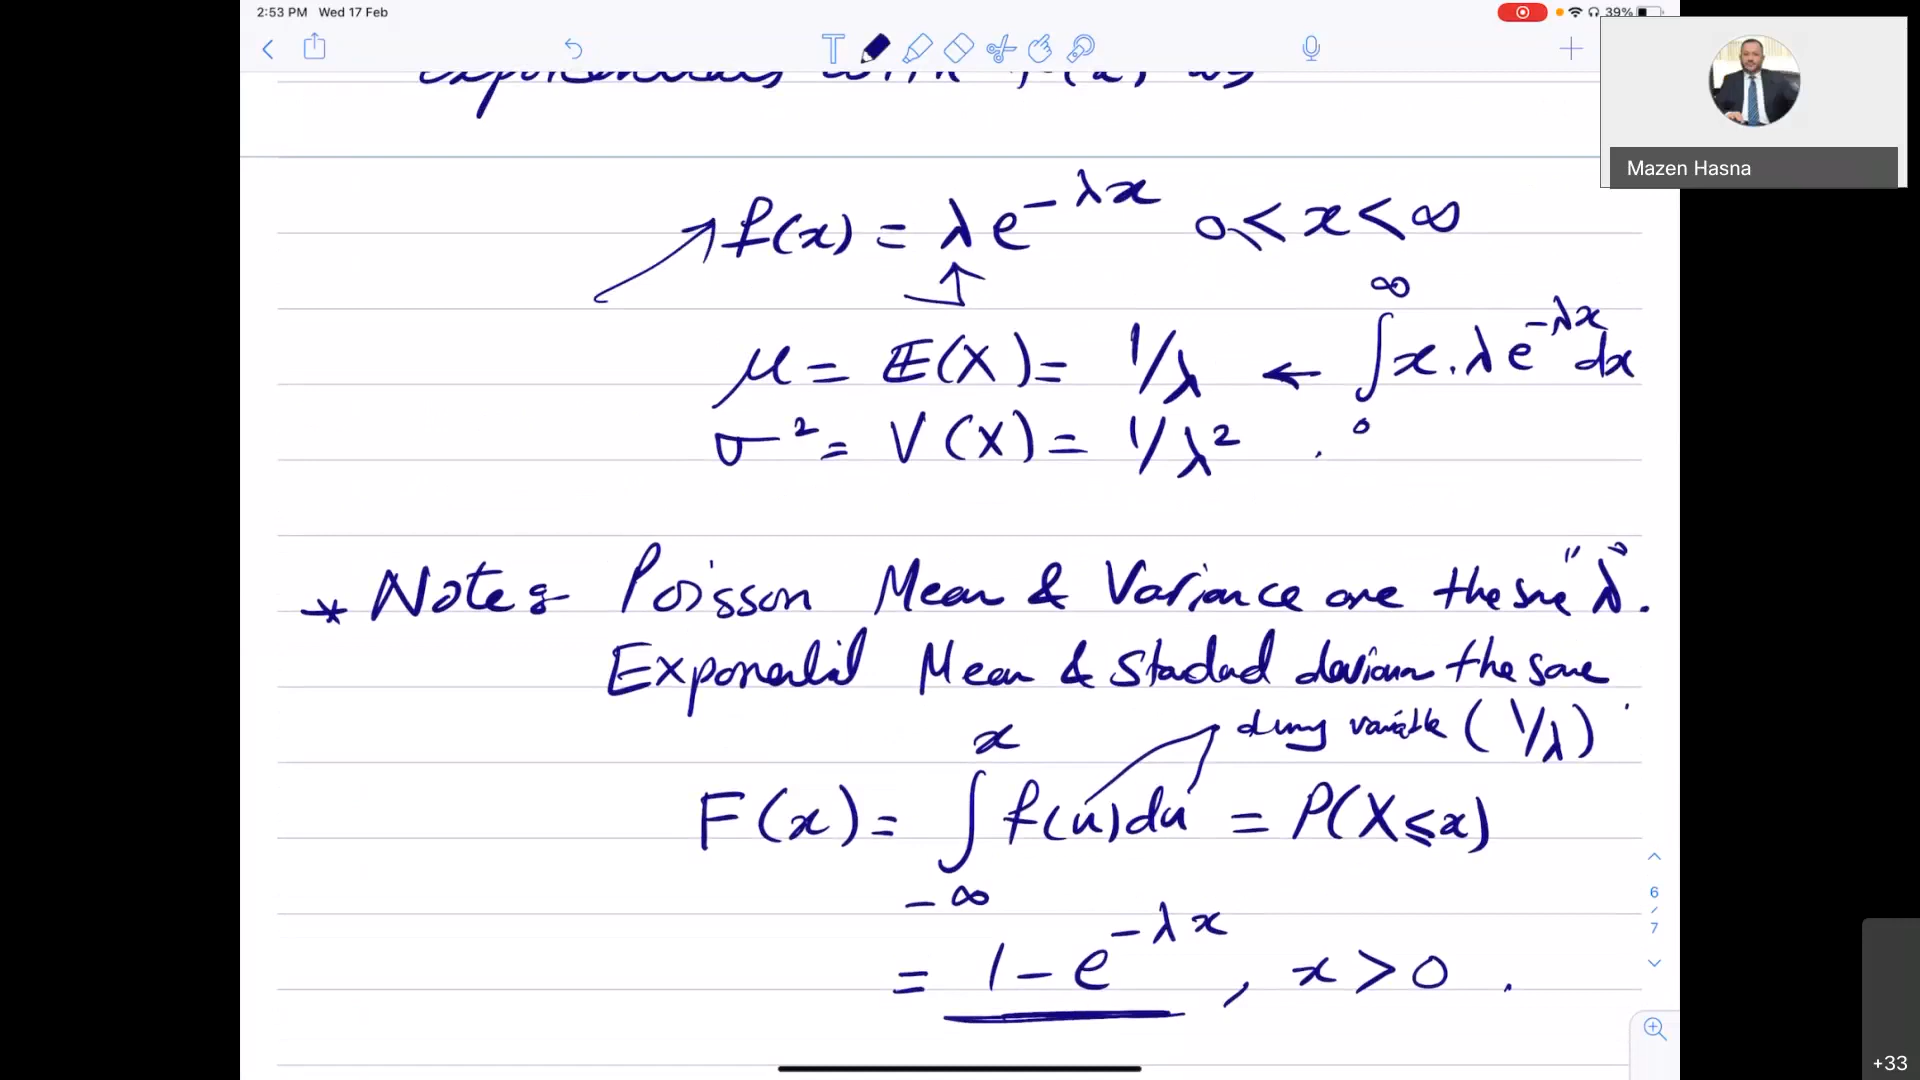 2:53 PM Wed 17 Feb
39%
Mazen Hasna
f(x) = λ e^{-λx} 0 ≤ x < ∞
μ = E(X) = 1/λ ← ∫_0^∞ x . λ e^{-λx} dx
σ² = V(X) = 1/λ² .
* Note :- Poisson Mean & Variance are the same "λ".
Exponential Mean & Standard deviation the same
dummy variable (1/λ)
F(x) = ∫_{-∞}^{x} f(u) du = P(X ≤ x)
= 1 - e^{-λx} , x > 0 .
6
/
7
+33